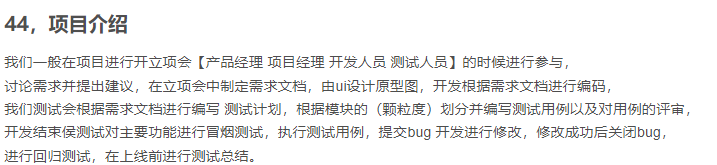 44，项目介绍
我们一般在项目进行开立项会【产品经理 项目经理 开发人员 测试人员】的时候进行参与，
讨论需求并提出建议，在立项会中制定需求文档，由ui设计原型图，开发根据需求文档进行编码，
我们测试会根据需求文档进行编写 测试计划，根据模块的（颗粒度）划分并编写测试用例以及对用例的评审，
开发结束侯测试对主要功能进行冒烟测试，执行测试用例，提交bug 开发进行修改，修改成功后关闭bug，
进行回归测试，在上线前进行测试总结。